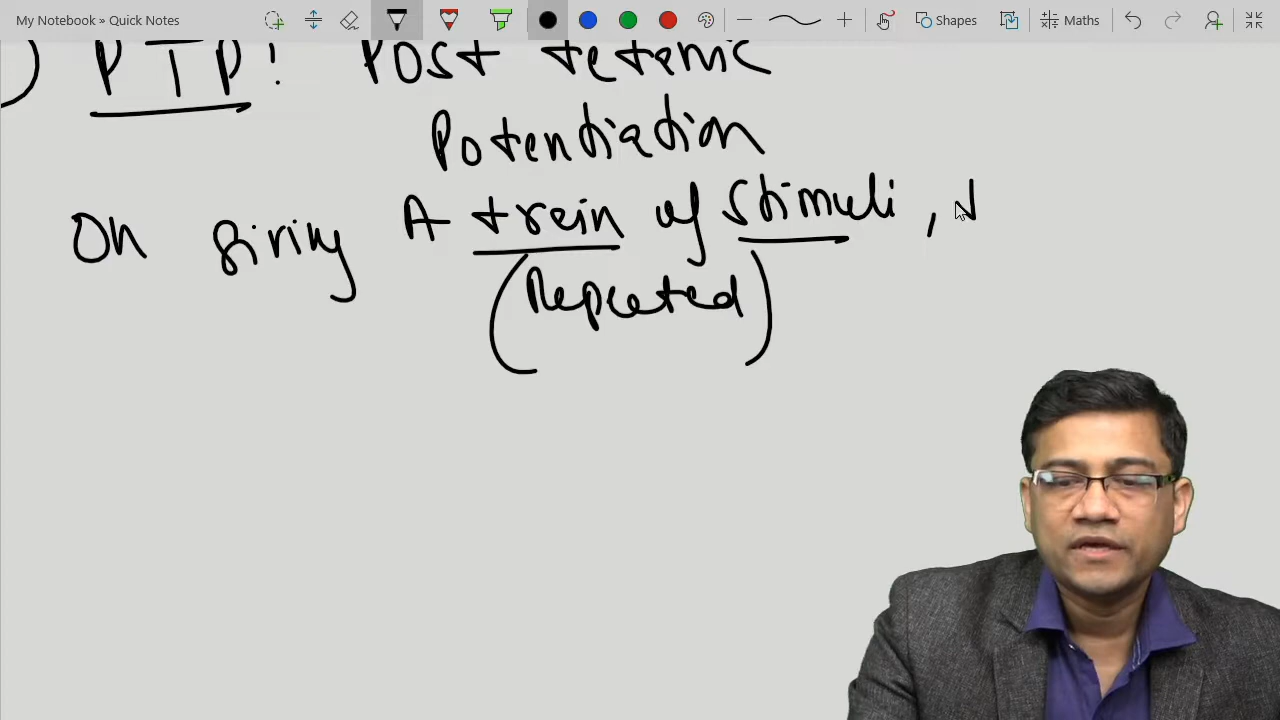 My Notebook » Quick Notes Shapes Maths
) PTP: Post tetanic
Potentiation
On giving A train of stimuli, N
(Repeated)